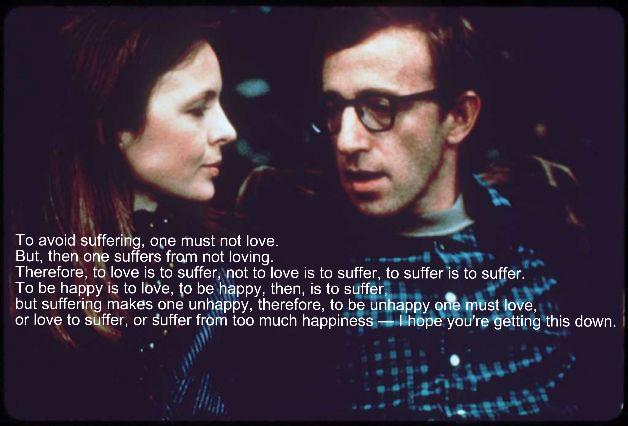 To avoid suffering, one must not love.
But, then one suffers from not loving.
Therefore, to love is to suffer, not to love is to suffer, to suffer is to suffer.
To be happy is to love, to be happy, then, is to suffer,
but suffering makes one unhappy, therefore, to be unhappy one must love,
or love to suffer, or suffer from too much happiness — I hope you're getting this down.